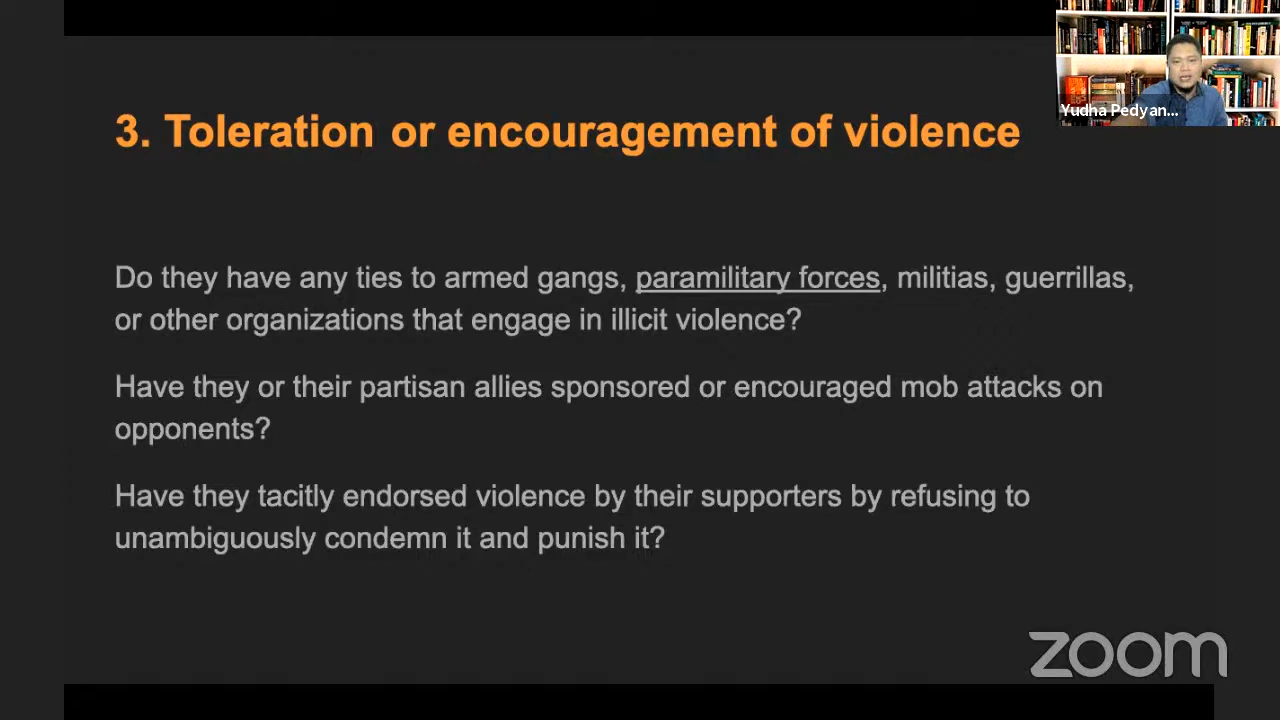 Yudha Pedyan...
3. Toleration or encouragement of violence
Do they have any ties to armed gangs, paramilitary forces, militias, guerrillas,
or other organizations that engage in illicit violence?
Have they or their partisan allies sponsored or encouraged mob attacks on
opponents?
Have they tacitly endorsed violence by their supporters by refusing to
unambiguously condemn it and punish it?
zoom